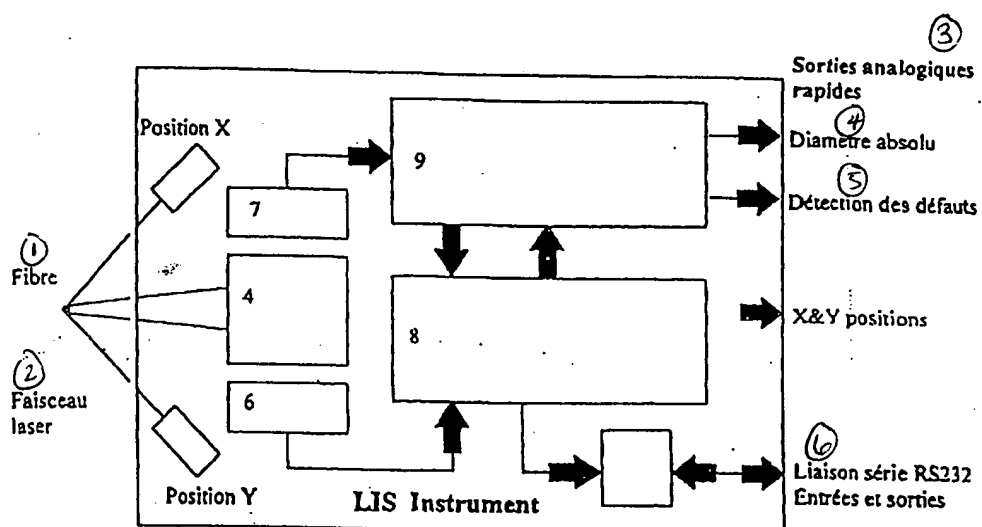 ③
Sorties analogiques
rapides
Position X
④
Diamètre absolu
9
⑤
7
Détection des défauts
①
Fibre
4
X&Y positions
8
②
Faisceau
laser
6
⑥
Liaison série RS232
Position Y
LIS Instrument
Entrées et sorties